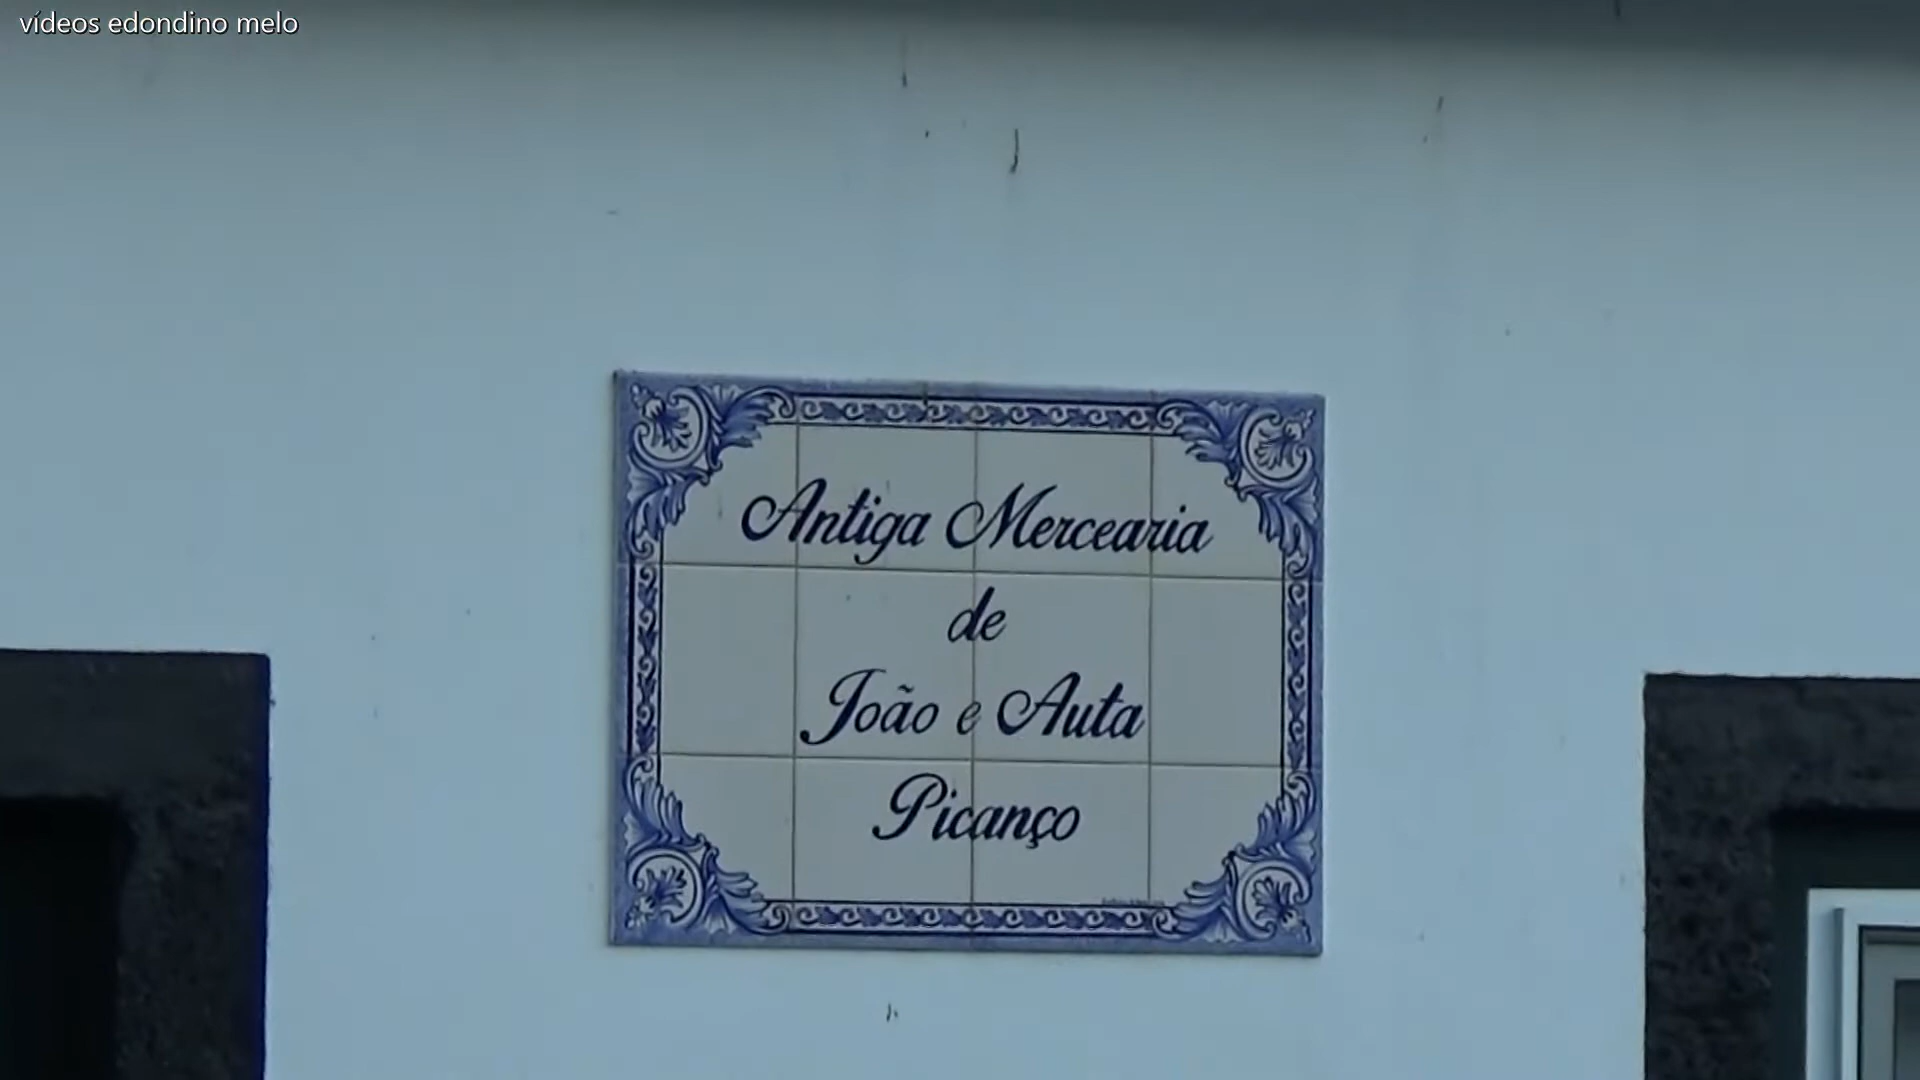 vídeos edondino melo
Antiga Mercearia
de
João e Auta
Picanço